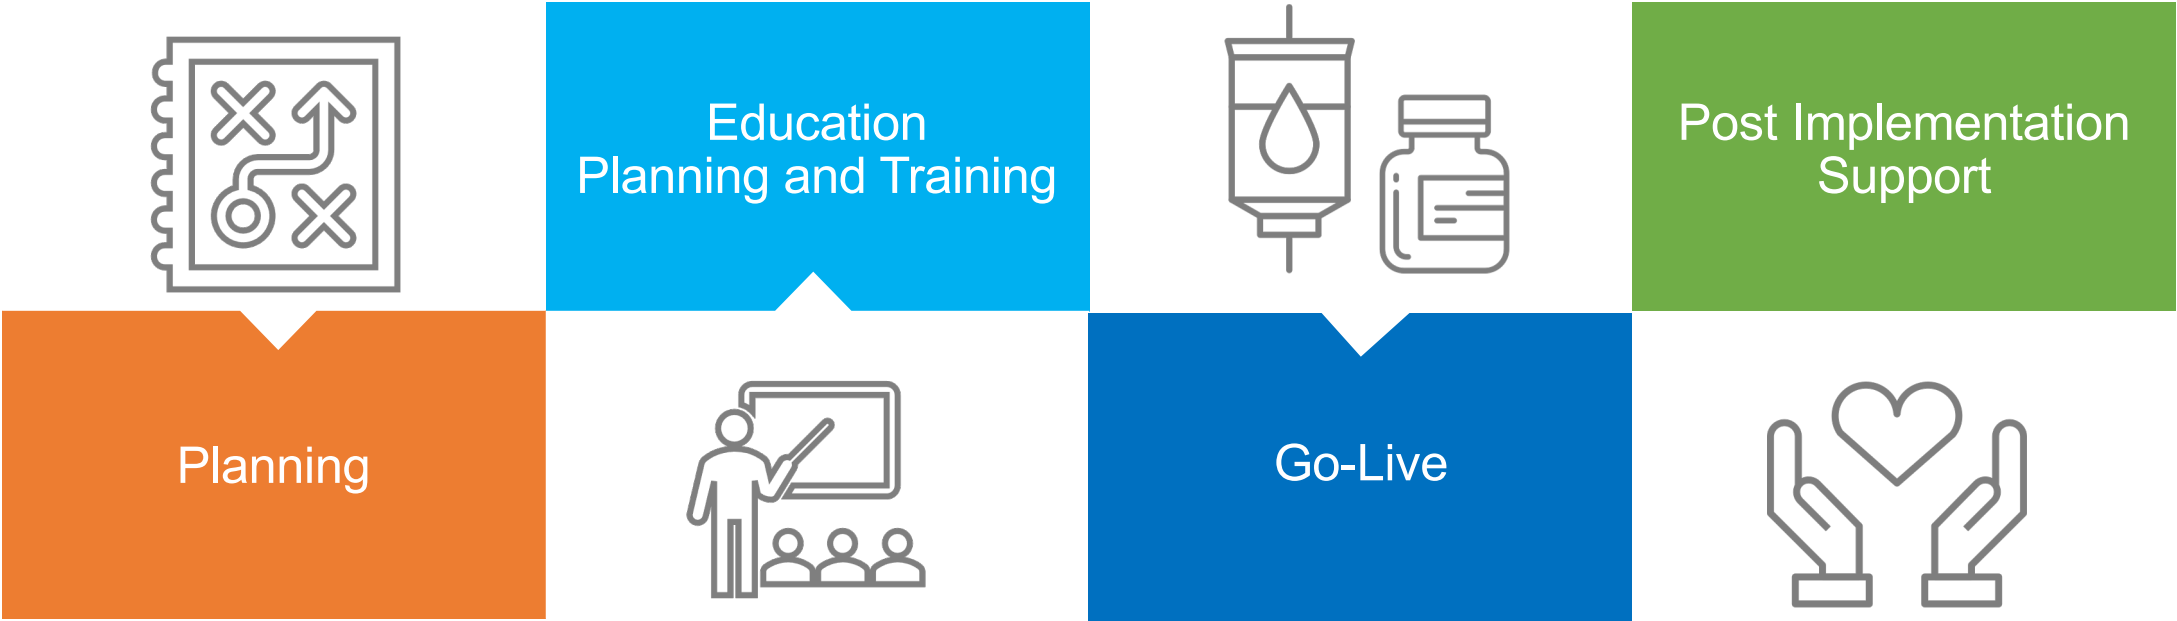 Planning
Education
Planning and Training
Go-Live
Post Implementation
Support